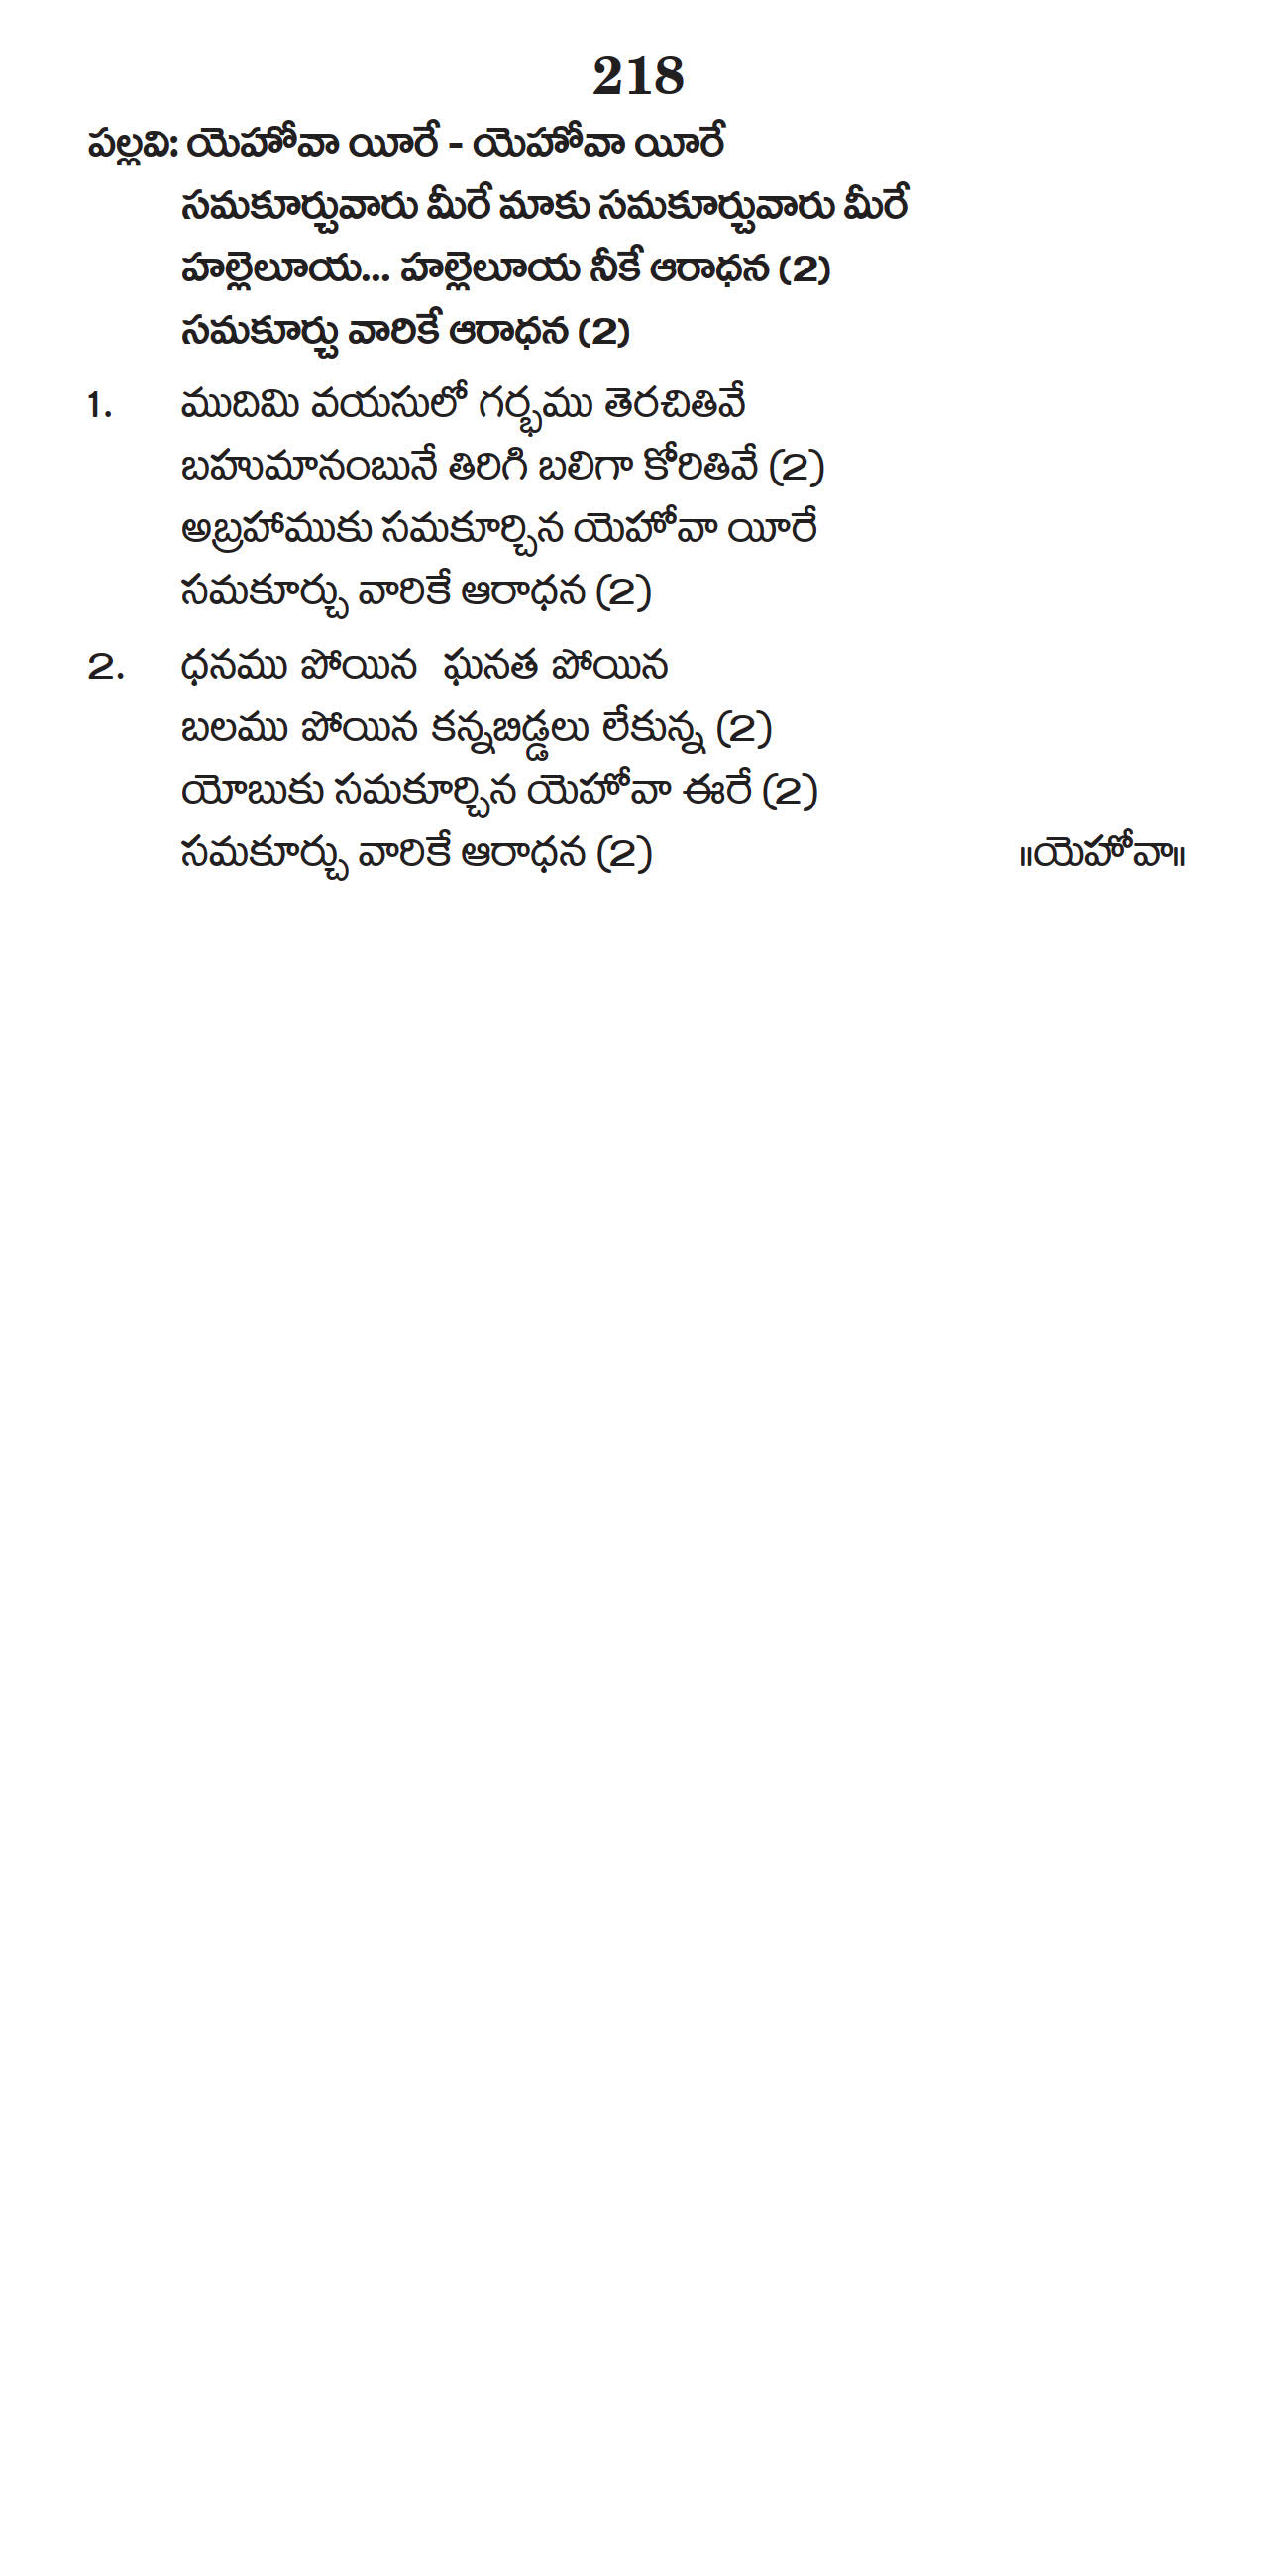 218
పల్లవి: యెహోవా యీరే - యెహోవా యీరే
సమకూర్చువారు మీరే మాకు సమకూర్చువారు మీరే
హల్లెలూయ... హల్లెలూయ నీకే ఆరాధన (2)
సమకూర్చు వారికే ఆరాధన (2)
1. ముదిమి వయసులో గర్భము తెరచితివే
బహుమానంబునే తిరిగి బలిగా కోరితివే (2)
అబ్రహాముకు సమకూర్చిన యెహోవా యీరే
సమకూర్చు వారికే ఆరాధన (2)
2. ధనము పోయిన ఘనత పోయిన
బలము పోయిన కన్నబిడ్డలు లేకున్న (2)
యోబుకు సమకూర్చిన యెహోవా ఈరే (2)
సమకూర్చు వారికే ఆరాధన (2) ॥యెహోవా॥